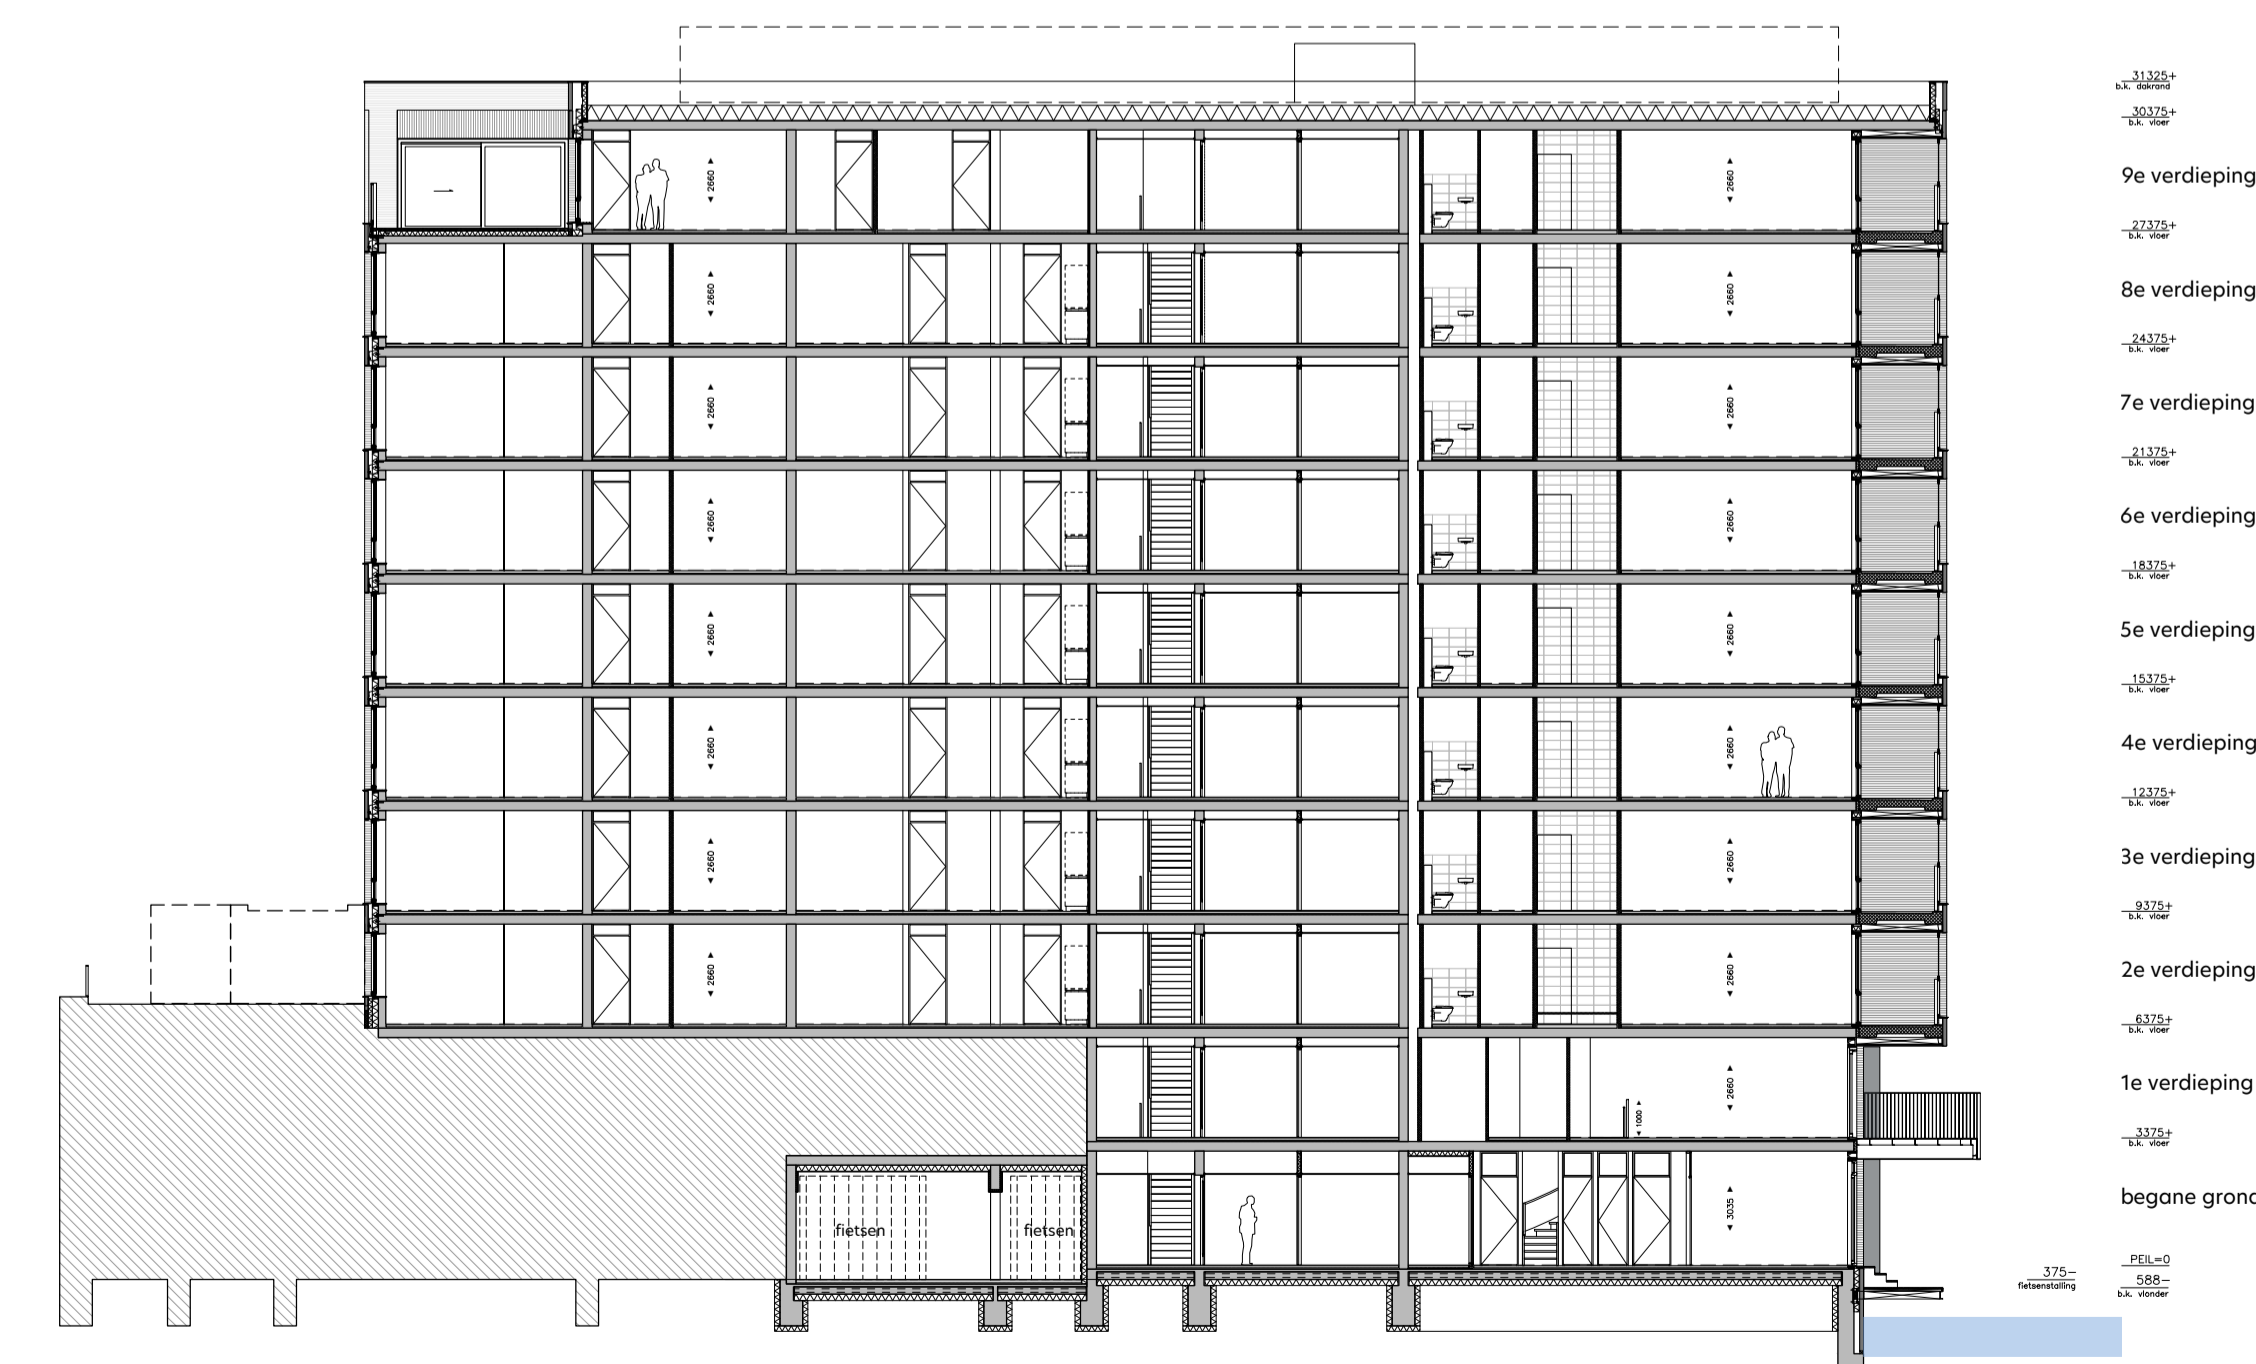 31325+
b.k. dakrand
30375+
b.k. vloer
9e verdieping
2660
2660
27375+
b.k. vloer
8e verdieping
2660
2660
24375+
b.k. vloer
7e verdieping
2660
2660
21375+
b.k. vloer
6e verdieping
2660
2660
18375+
b.k. vloer
5e verdieping
2660
2660
15375+
b.k. vloer
4e verdieping
2660
2660
12375+
b.k. vloer
3e verdieping
2660
2660
9375+
b.k. vloer
2e verdieping
2660
2660
6375+
b.k. vloer
1e verdieping
2660
1000
3375+
b.k. vloer
begane grond
3035
fietsen
fietsen
PEIL=0
375-
fietsenstalling
588-
b.k. vlonder